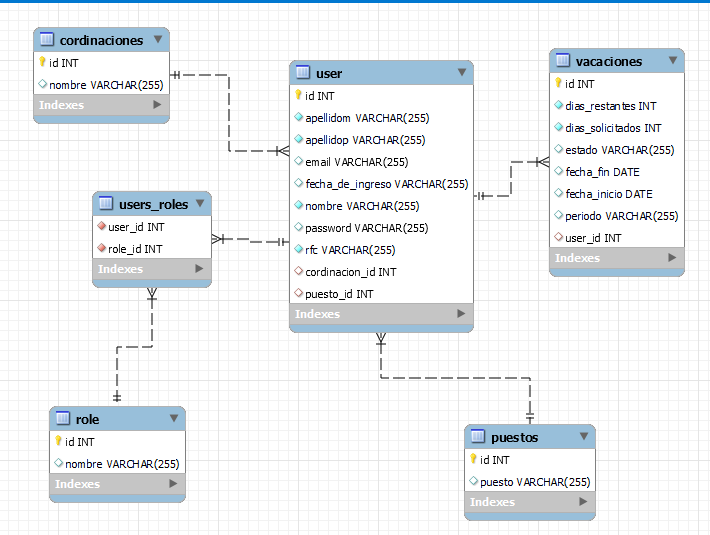 cordinaciones
id INT
nombre VARCHAR(255)
Indexes
user
id INT
apellidom VARCHAR(255)
apellidop VARCHAR(255)
email VARCHAR(255)
fecha_de_ingreso VARCHAR(255)
nombre VARCHAR(255)
password VARCHAR(255)
rfc VARCHAR(255)
cordinacion_id INT
puesto_id INT
Indexes
vacaciones
id INT
dias_restantes INT
dias_solicitados INT
estado VARCHAR(255)
fecha_fin DATE
fecha_inicio DATE
periodo VARCHAR(255)
user_id INT
Indexes
users_roles
user_id INT
role_id INT
Indexes
role
id INT
nombre VARCHAR(255)
Indexes
puestos
id INT
puesto VARCHAR(255)
Indexes